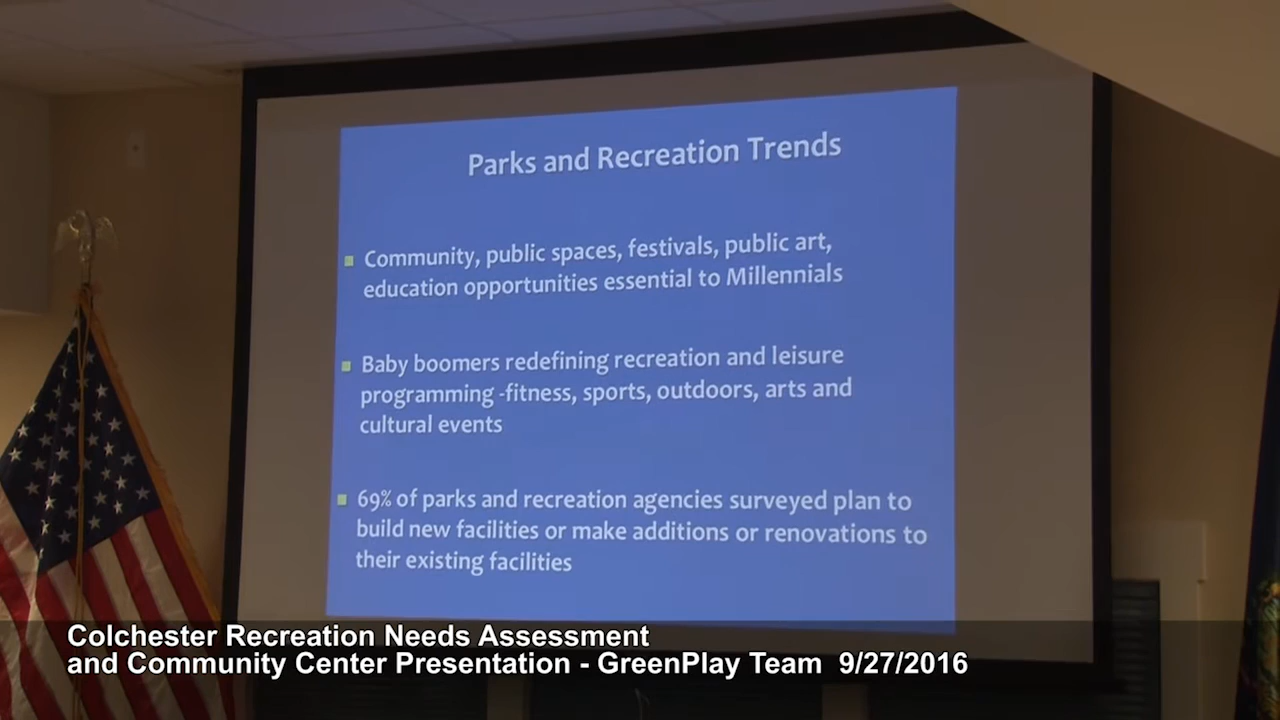 Parks and Recreation Trends
Community, public spaces, festivals, public art,
education opportunities essential to Millennials
Baby boomers redefining recreation and leisure
programming -fitness, sports, outdoors, arts and
cultural events
69% of parks and recreation agencies surveyed plan to
build new facilities or make additions or renovations to
their existing facilities
Colchester Recreation Needs Assessment
and Community Center Presentation - GreenPlay Team 9/27/2016